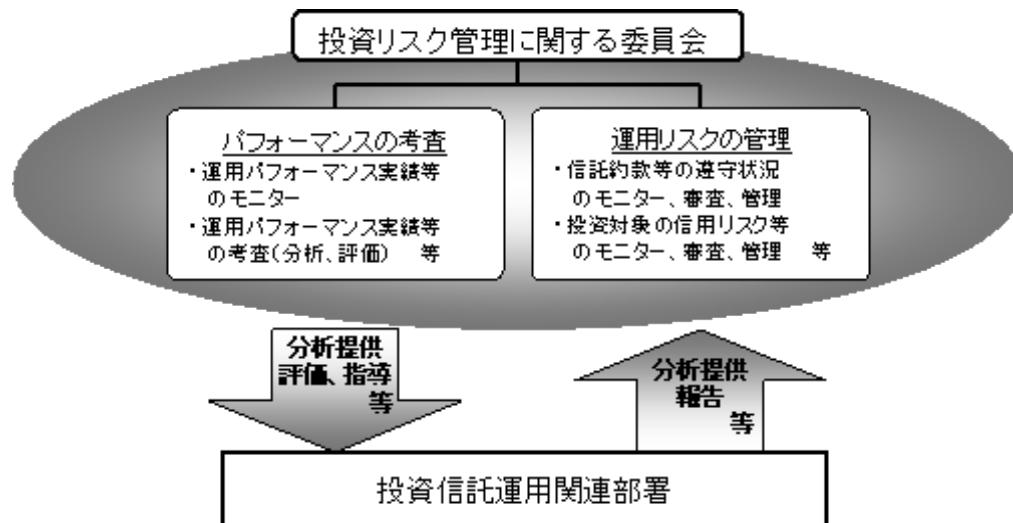 投資リスク管理に関する委員会
パフォーマンスの考査
・運用パフォーマンス実績等
のモニター
・運用パフォーマンス実績等
の考査(分析、評価) 等
運用リスクの管理
・信託約款等の遵守状況
のモニター、審査、管理
・投資対象の信用リスク等
のモニター、審査、管理 等
分析提供
評価、指導
等
分析提供
報告
等
投資信託運用関連部署